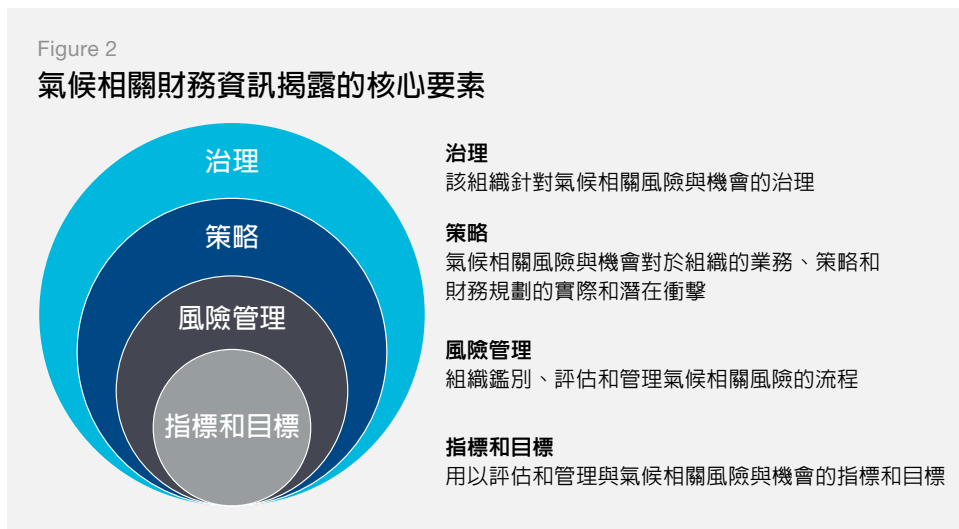 Figure 2
氣候相關財務資訊揭露的核心要素
治理
策略
風險管理
指標和目標
治理
該組織針對氣候相關風險與機會的治理
策略
氣候相關風險與機會對於組織的業務、策略和
財務規劃的實際和潛在衝擊
風險管理
組織鑑別、評估和管理氣候相關風險的流程
指標和目標
用以評估和管理與氣候相關風險與機會的指標和目標